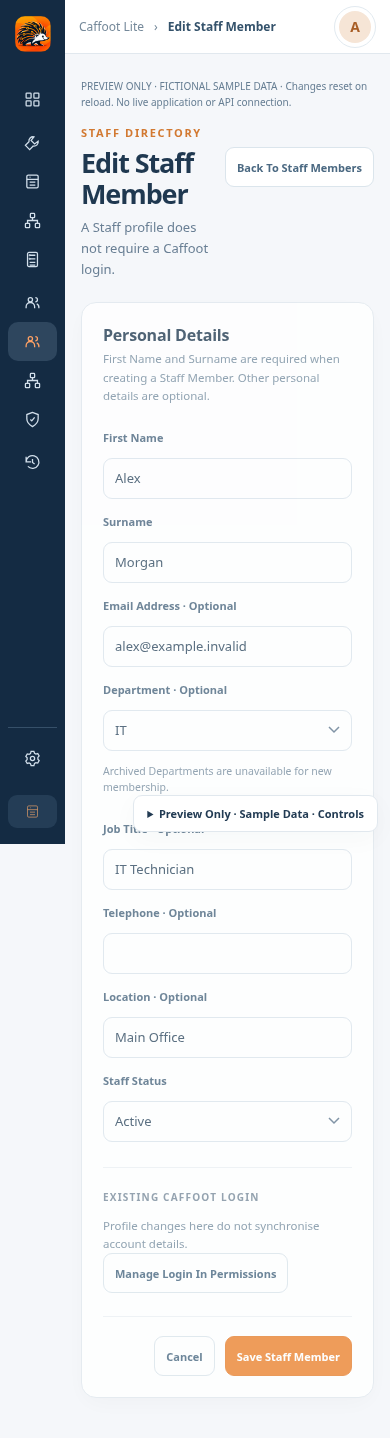 Caffoot Lite › Edit Staff Member
A
PREVIEW ONLY · FICTIONAL SAMPLE DATA · Changes reset on
reload. No live application or API connection.
STAFF DIRECTORY
Edit Staff
Member
Back To Staff Members
A Staff profile does
not require a Caffoot
login.
Personal Details
First Name and Surname are required when
creating a Staff Member. Other personal
details are optional.
First Name
Alex
Surname
Morgan
Email Address · Optional
alex@example.invalid
Department · Optional
IT
Archived Departments are unavailable for new
membership.
▶ Preview Only · Sample Data · Controls
Job Title · Optional
IT Technician
Telephone · Optional
Location · Optional
Main Office
Staff Status
Active
EXISTING CAFFOOT LOGIN
Profile changes here do not synchronise
account details.
Manage Login In Permissions
Cancel
Save Staff Member